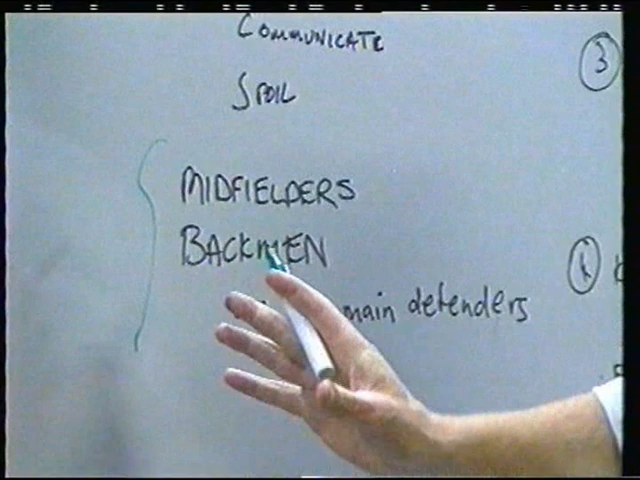 COMMUNICATE
3
SPOIL
MIDFIELDERS
BACKMEN
k
main defenders